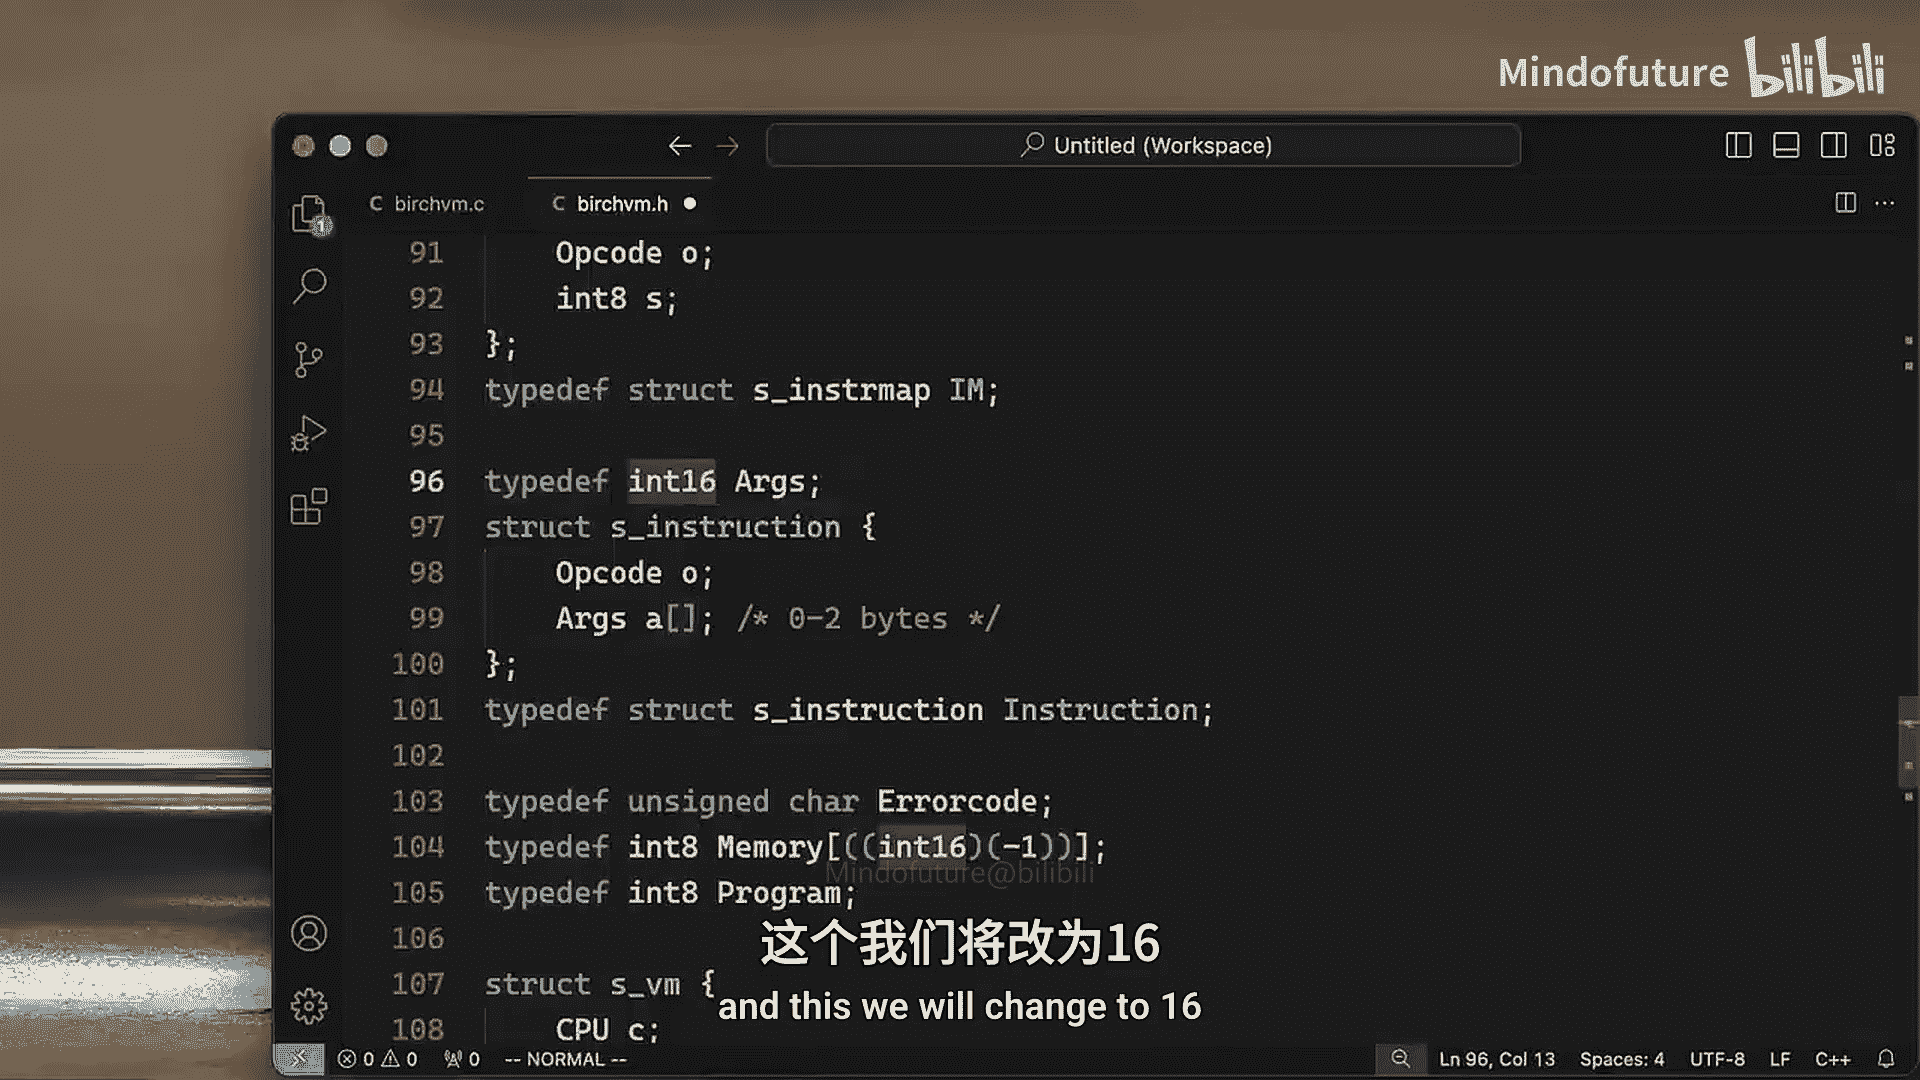 Mindofuture bilibili
Untitled (Workspace)
C birchvm.c C birchvm.h
1
91 Opcode o;
92 int8 s;
93 };
94 typedef struct s_instrmap IM;
95
96 typedef int16 Args;
97 struct s_instruction {
98 Opcode o;
99 Args a[]; /* 0-2 bytes */
100 };
101 typedef struct s_instruction Instruction;
102
103 typedef unsigned char Errorcode;
104 typedef int8 Memory[((int16)(-1))];
Mindofuture@bilibili
105 typedef int8 Program;
106
这个我们将改为16
107 struct s_vm {
and this we will change to 16
108 CPU c;
0 0 0 -- NORMAL -- Ln 96, Col 13 Spaces: 4 UTF-8 LF C++